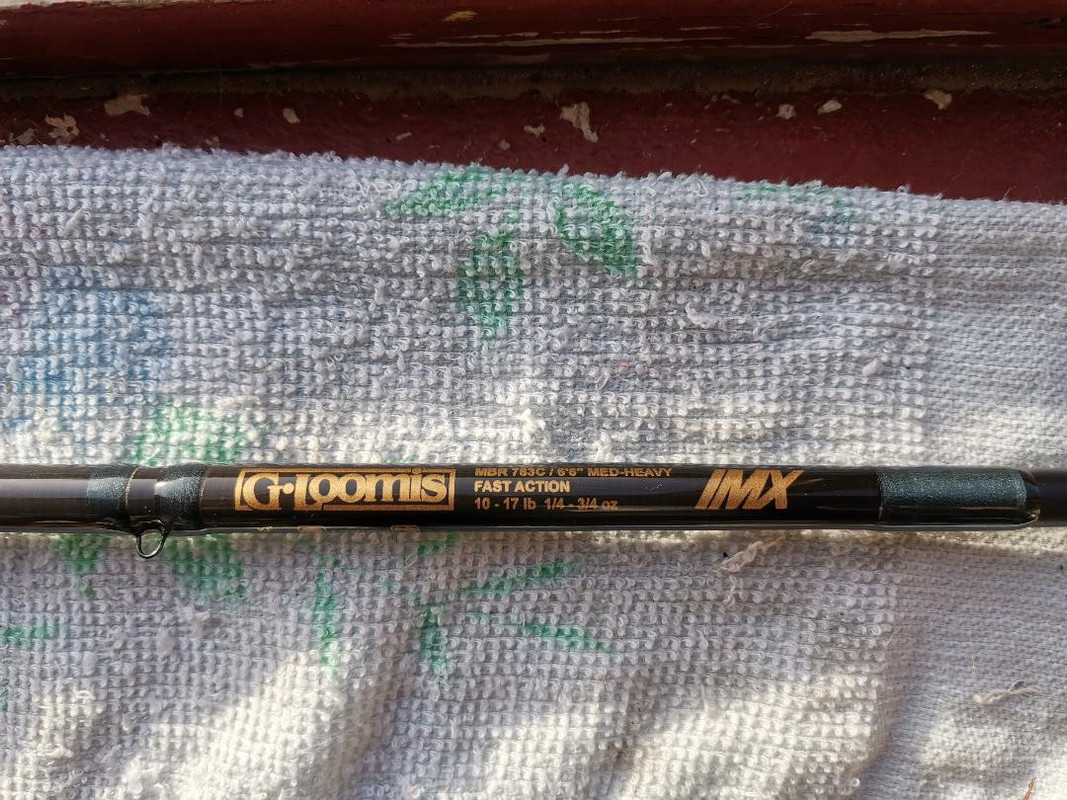 G·Loomis
MBR 783C / 6'6" MED-HEAVY
FAST ACTION
10 - 17 lb 1/4 - 3/4 oz
IMX